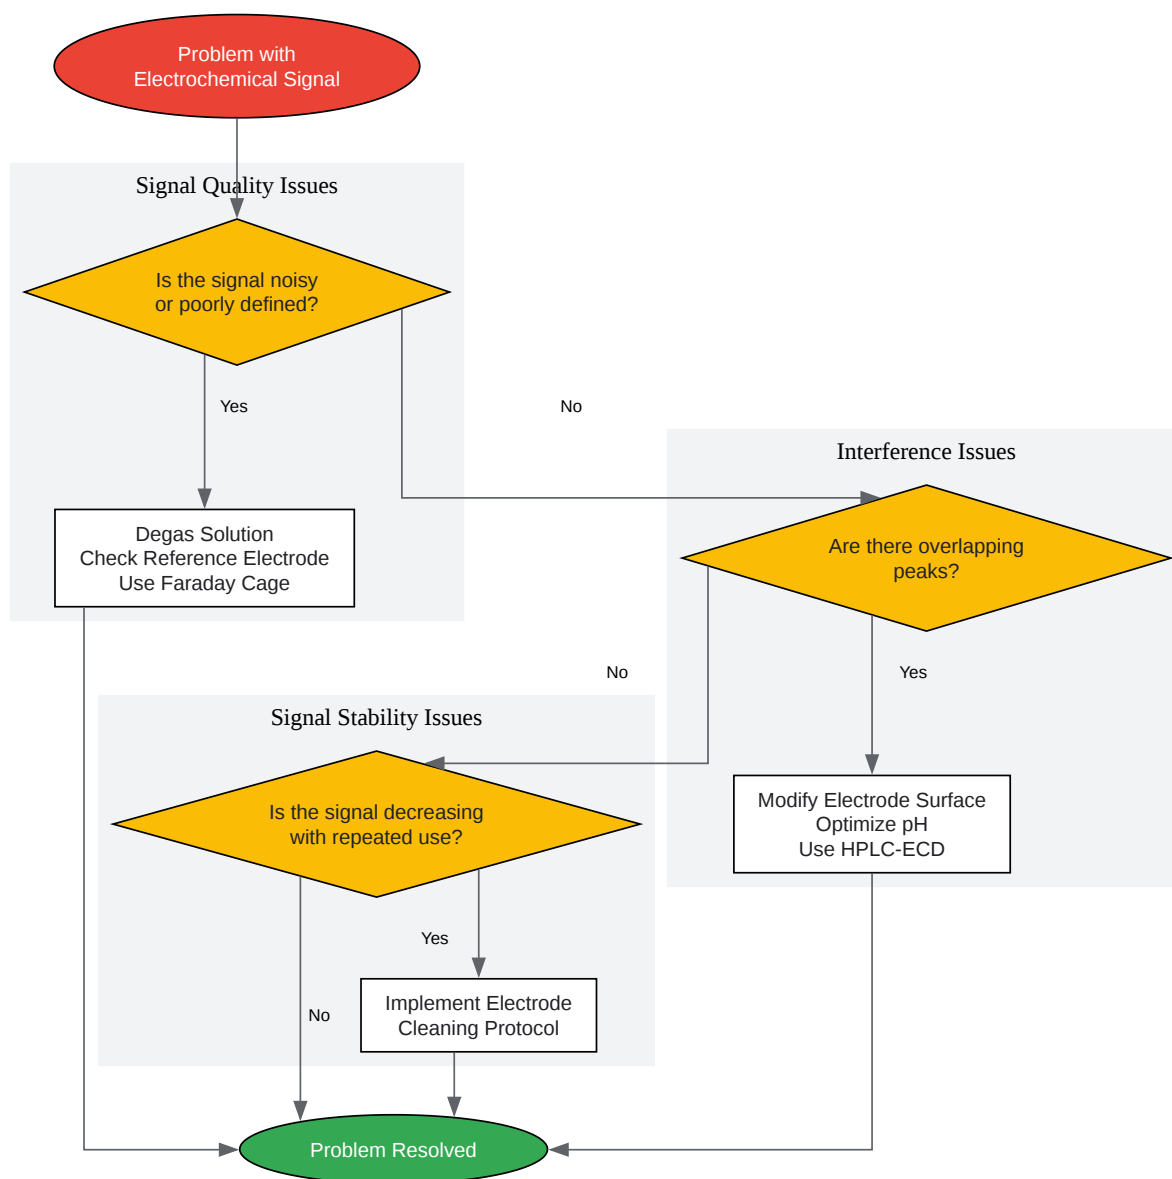 Problem with
Electrochemical Signal
Signal Quality Issues
Is the signal noisy
or poorly defined?
Yes
No
Degas Solution
Check Reference Electrode
Use Faraday Cage
Interference Issues
Are there overlapping
peaks?
No
Yes
Modify Electrode Surface
Optimize pH
Use HPLC-ECD
Signal Stability Issues
Is the signal decreasing
with repeated use?
Yes
No
Implement Electrode
Cleaning Protocol
Problem Resolved